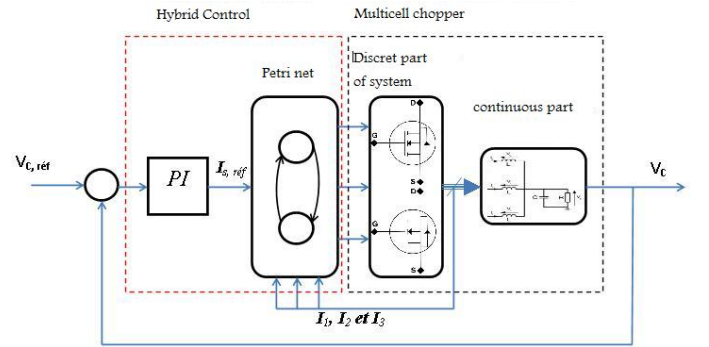 Hybrid Control
Multicell chopper
Petri net
Discret part
of system
continuous part
V_C, réf
PI
I_s, réf
V_C
D
G
S
D
G
S
C
I_1, I_2 et I_3